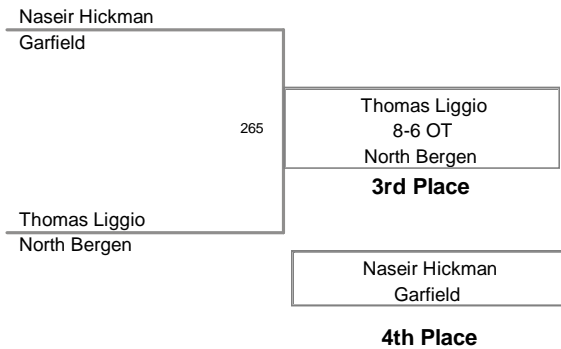 Naseir Hickman
Garfield
265
Thomas Liggio
8-6 OT
North Bergen
3rd Place
Thomas Liggio
North Bergen
Naseir Hickman
Garfield
4th Place